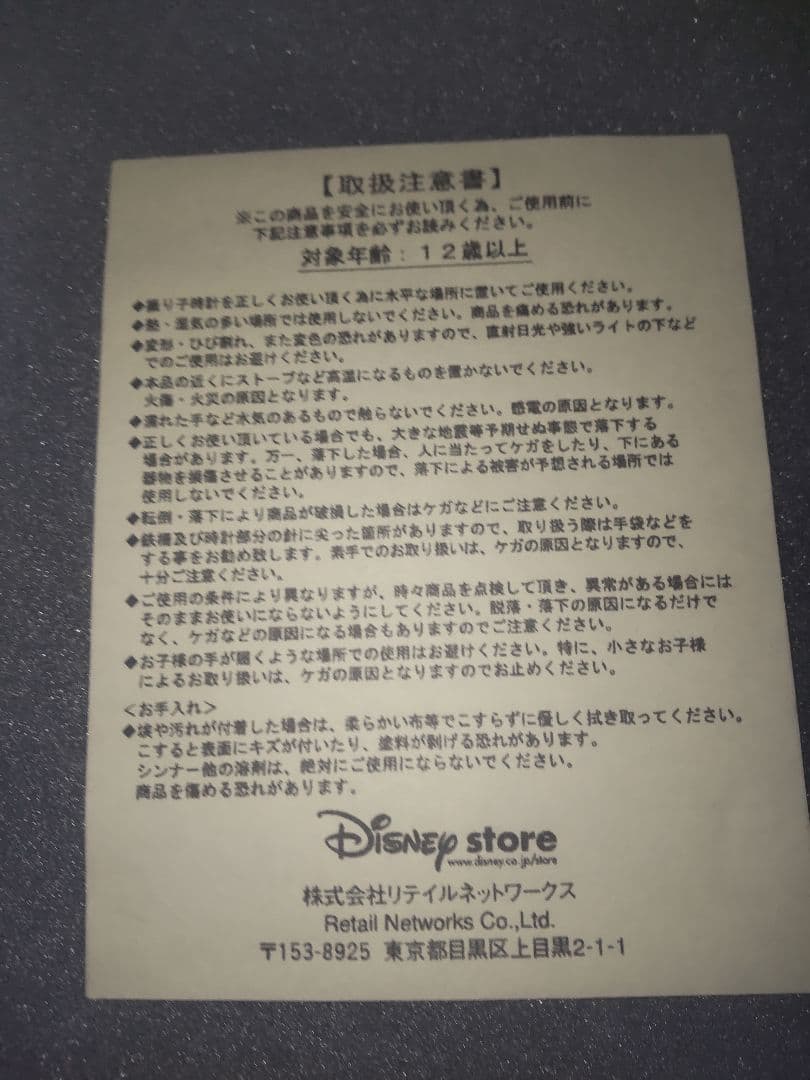 【取扱注意書】
※この商品を安全にお使い頂く為、ご使用前に
下記注意事項を必ずお読みください。
対象年齢：１２歳以上
◆振り子時計を正しくお使い頂く為に水平な場所に置いてご使用ください。
◆熱・湿気の多い場所では使用しないでください。商品を痛める恐れがあります。
◆変形・ひび割れ、また変色の恐れがありますので、直射日光や強いライトの下など
でのご使用はお避けください。
◆本品の近くにストーブなど高温になるものを置かないでください。
火傷・火災の原因となります。
◆濡れた手など水気のあるもので触らないでください。感電の原因となります。
◆正しくお使い頂いている場合でも、大きな地震等予期せぬ事態で落下する
場合があります。万一、落下した場合、人に当たってケガをしたり、下にある
器物を損傷させることがありますので、落下による被害が予想される場所では
使用しないでください。
◆転倒・落下により商品が破損した場合はケガなどにご注意ください。
◆鉄柵及び時計部分の針に尖った箇所がありますので、取り扱う際は手袋などを
する事をお勧め致します。素手でのお取り扱いは、ケガの原因となりますので、
十分ご注意ください。
◆ご使用の条件により異なりますが、時々商品を点検して頂き、異常がある場合には
そのままお使いにならないようにしてください。脱落・落下の原因になるだけで
なく、ケガなどの原因になる場合もありますのでご注意ください。
◆お子様の手が届くような場所での使用はお避けください。特に、小さなお子様
によるお取り扱いは、ケガの原因となりますのでお止めください。
＜お手入れ＞
◆埃や汚れが付着した場合は、柔らかい布等でこすらずに優しく拭き取ってください。
こすると表面にキズが付いたり、塗料が剥げる恐れがあります。
シンナー他の溶剤は、絶対にご使用にならないでください。
商品を傷める恐れがあります。
Disney store
www.disney.co.jp/store
株式会社リテイルネットワークス
Retail Networks Co.,Ltd.
〒153-8925 東京都目黒区上目黒2-1-1